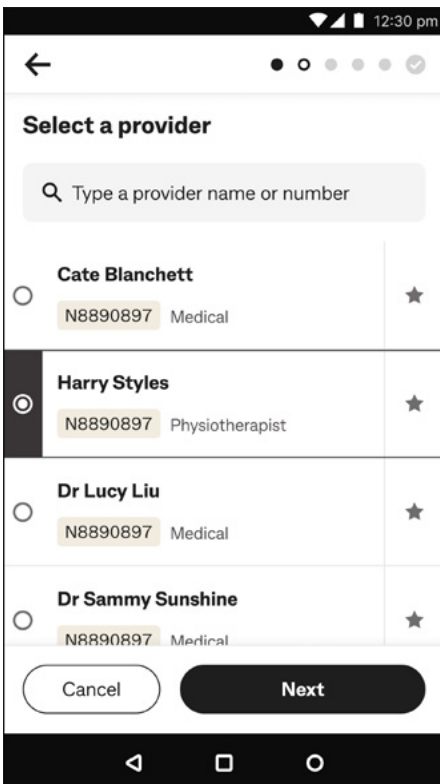 12:30 pm
Select a provider
Type a provider name or number
Cate Blanchett
N8890897 Medical
Harry Styles
N8890897 Physiotherapist
Dr Lucy Liu
N8890897 Medical
Dr Sammy Sunshine
N8890897 Medical
Cancel Next